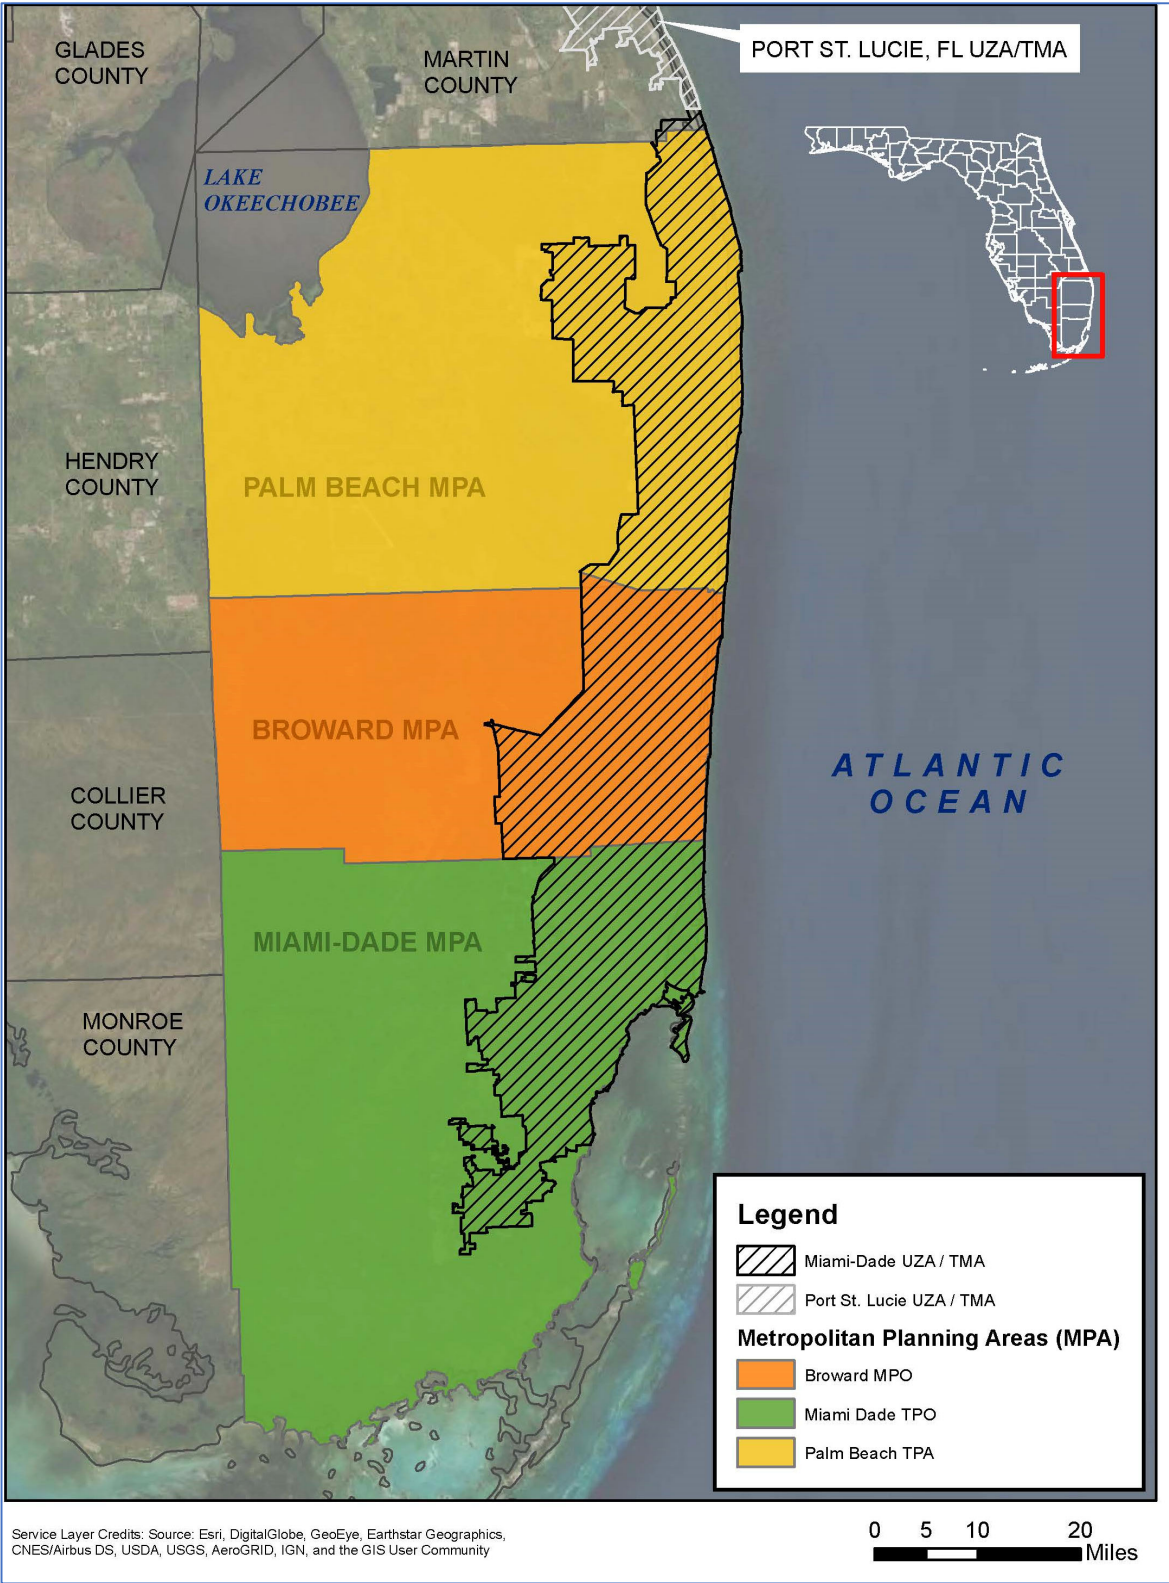 GLADES
COUNTY
MARTIN
COUNTY
PORT ST. LUCIE, FL UZA/TMA
LAKE
OKEECHOBEE
HENDRY
COUNTY
PALM BEACH MPA
BROWARD MPA
COLLIER
COUNTY
ATLANTIC
OCEAN
MIAMI-DADE MPA
MONROE
COUNTY
Legend
Miami-Dade UZA / TMA
Port St. Lucie UZA / TMA
Metropolitan Planning Areas (MPA)
Broward MPO
Miami Dade TPO
Palm Beach TPA
Service Layer Credits: Source: Esri, DigitalGlobe, GeoEye, Earthstar Geographics,
CNES/Airbus DS, USDA, USGS, AeroGRID, IGN, and the GIS User Community
0 5 10 20
Miles